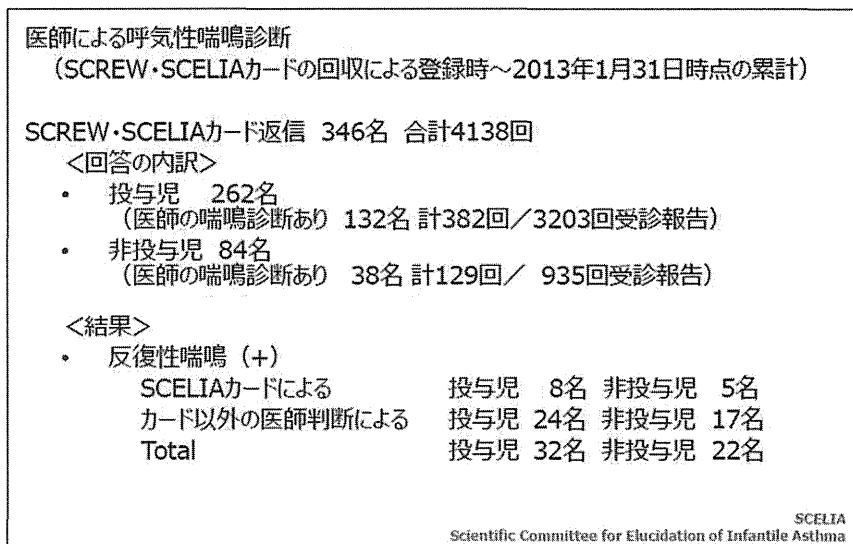 医師による呼気性喘鳴診断
（SCREW・SCELIAカードの回収による登録時～2013年1月31日時点の累計）
SCREW・SCELIAカード返信 346名 合計4138回
＜回答の内訳＞
・ 投与児 262名
（医師の喘鳴診断あり 132名 計382回／3203回受診報告）
・ 非投与児 84名
（医師の喘鳴診断あり 38名 計129回／ 935回受診報告）
＜結果＞
・ 反復性喘鳴（+）
SCELIAカードによる 投与児 8名 非投与児 5名
カード以外の医師判断による 投与児 24名 非投与児 17名
Total 投与児 32名 非投与児 22名
SCELIA
Scientific Committee for Elucidation of Infantile Asthma